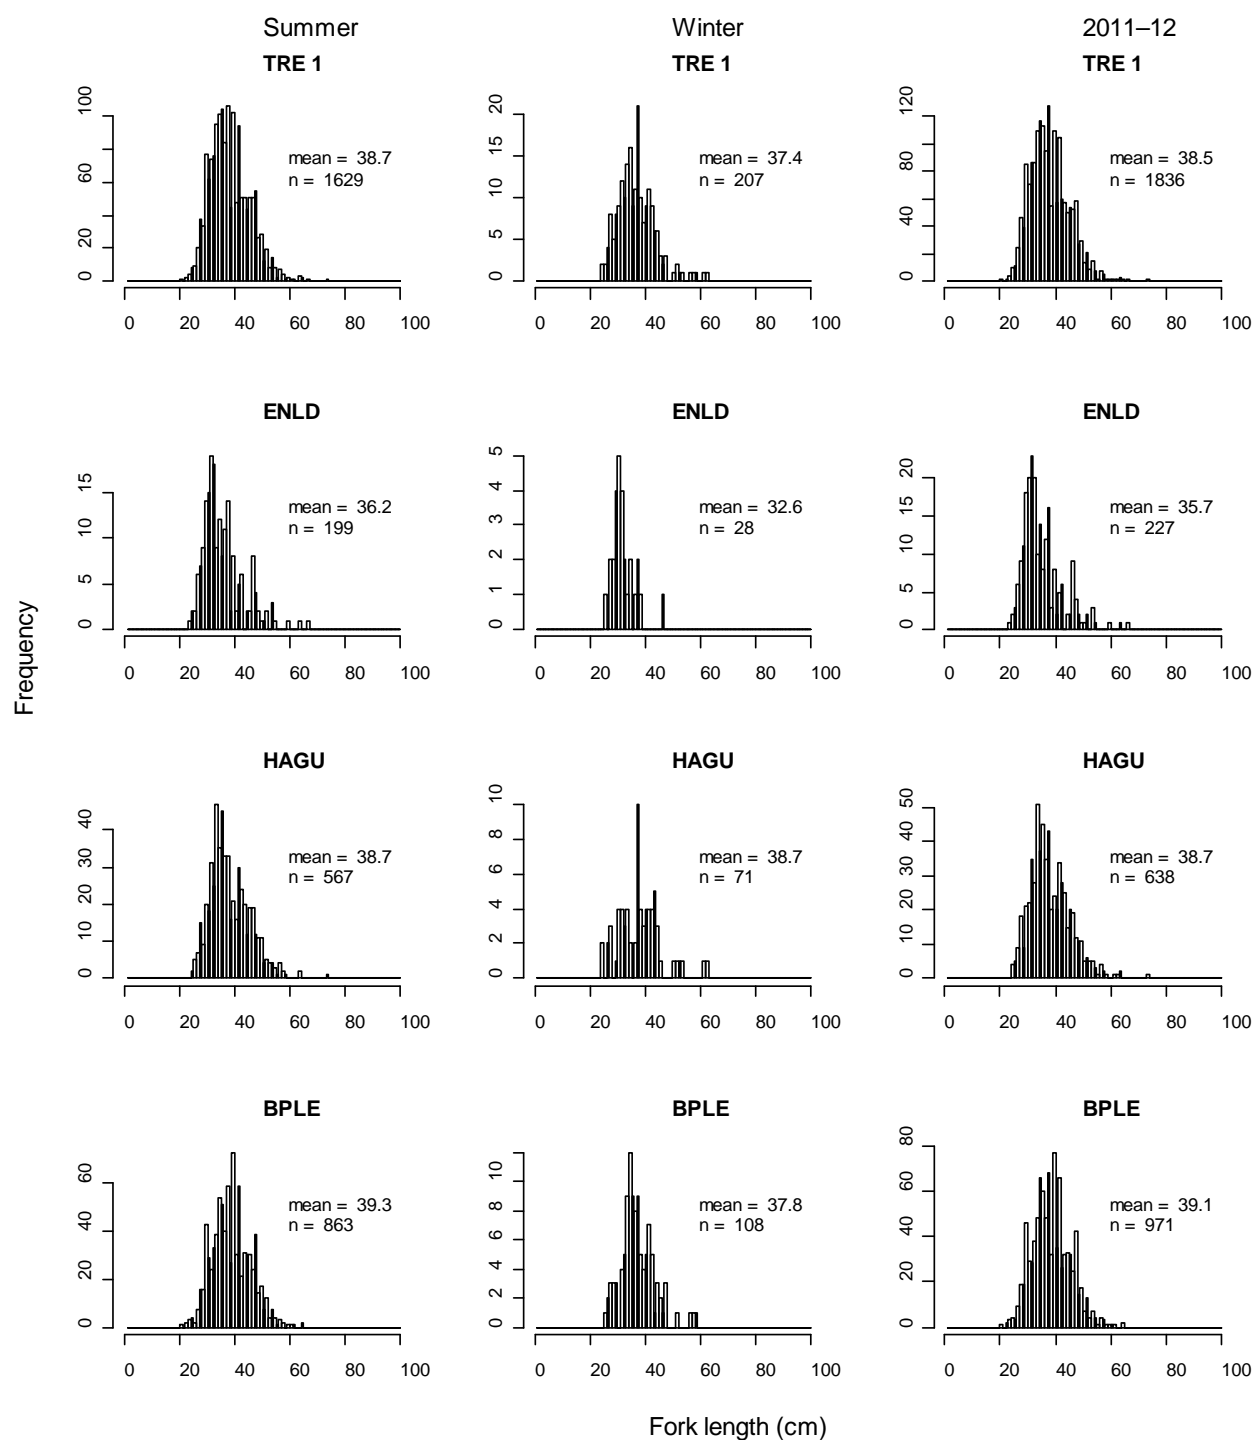 Summer Winter 2011–12
TRE 1 TRE 1 TRE 1
0 20 60 100
mean = 38.7
n = 1629
0 20 40 60 80 100
0 5 10 15 20
mean = 37.4
n = 207
0 20 40 60 80 100
0 40 80 120
mean = 38.5
n = 1836
0 20 40 60 80 100
ENLD ENLD ENLD
0 5 10 15
mean = 36.2
n = 199
0 20 40 60 80 100
0 1 2 3 4 5
mean = 32.6
n = 28
0 20 40 60 80 100
0 5 10 15 20
mean = 35.7
n = 227
0 20 40 60 80 100
Frequency
HAGU HAGU HAGU
0 10 20 30 40
mean = 38.7
n = 567
0 20 40 60 80 100
0 2 4 6 8 10
mean = 38.7
n = 71
0 20 40 60 80 100
0 10 20 30 40 50
mean = 38.7
n = 638
0 20 40 60 80 100
BPLE BPLE BPLE
0 20 40 60
mean = 39.3
n = 863
0 20 40 60 80 100
0 2 4 6 8 10
mean = 37.8
n = 108
0 20 40 60 80 100
0 20 40 60 80
mean = 39.1
n = 971
0 20 40 60 80 100
Fork length (cm)